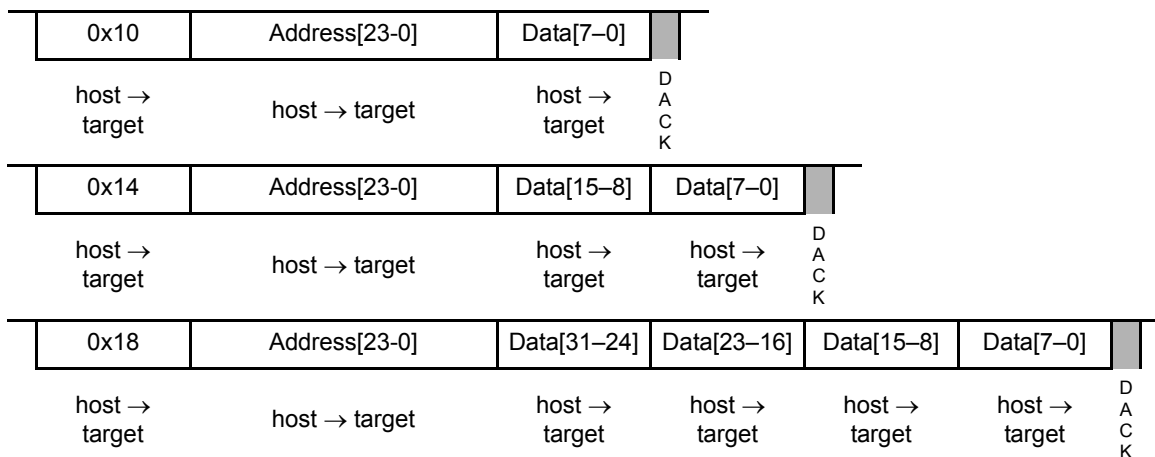 0x10 Address[23-0] Data[7–0]
host → target host → target host → target D A C K
0x14 Address[23-0] Data[15–8] Data[7–0]
host → target host → target host → target host → target D A C K
0x18 Address[23-0] Data[31–24] Data[23–16] Data[15–8] Data[7–0]
host → target host → target host → target host → target host → target host → target D A C K